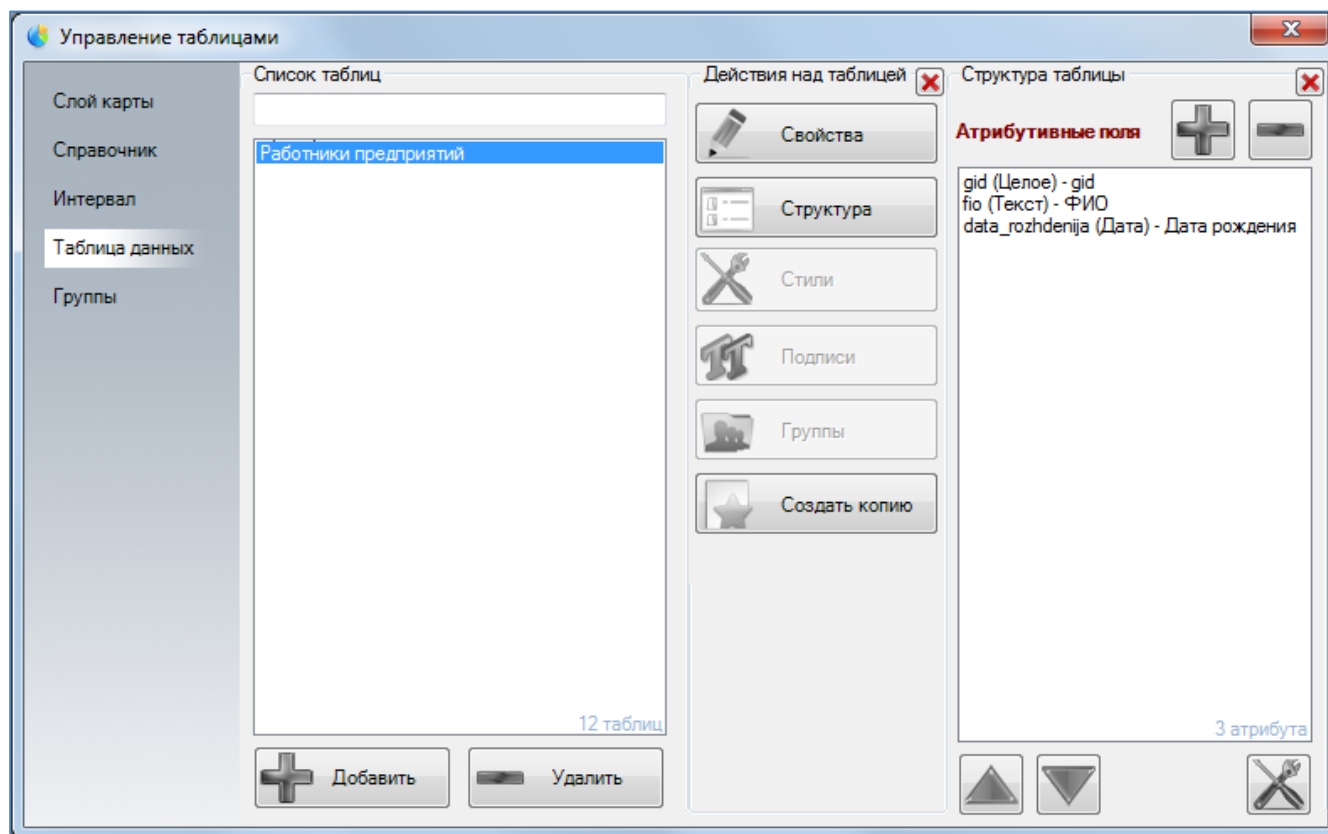 Управление таблицами
Слой карты
Справочник
Интервал
Таблица данных
Группы
Список таблиц
Работники предприятий
12 таблиц
Добавить
Удалить
Действия над таблицей
Свойства
Структура
Стили
Подписи
Группы
Создать копию
Структура таблицы
Атрибутивные поля
gid (Целое) - gid
fio (Текст) - ФИО
data_rozhdenija (Дата) - Дата рождения
3 атрибута